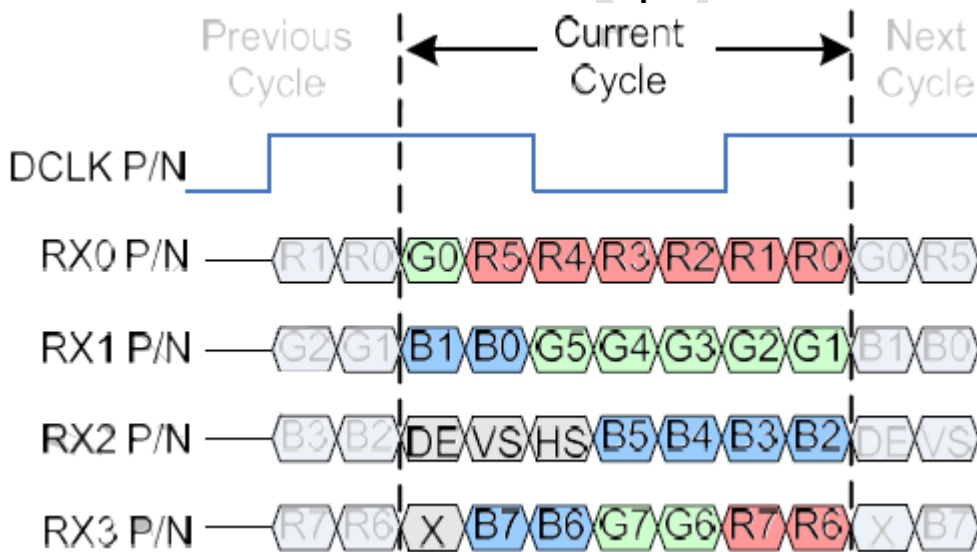 Previous Cycle
Current Cycle
Next Cycle
DCLK P/N
RX0 P/N R1 R0 G0 R5 R4 R3 R2 R1 R0 G0 R5
RX1 P/N G2 G1 B1 B0 G5 G4 G3 G2 G1 B1 B0
RX2 P/N B3 B2 DE VS HS B5 B4 B3 B2 DE VS
RX3 P/N R7 R6 X B7 B6 G7 G6 R7 R6 X B7